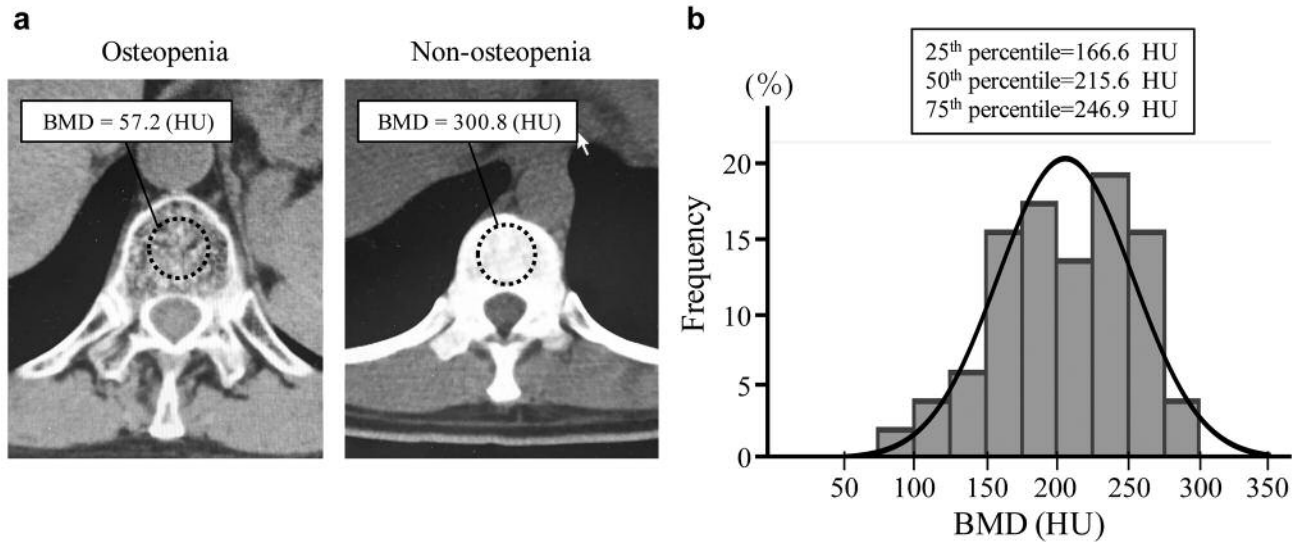 a
Osteopenia
Non-osteopenia
BMD = 57.2 (HU)
BMD = 300.8 (HU)
b
25th percentile=166.6 HU
50th percentile=215.6 HU
75th percentile=246.9 HU
(%)
20
15
10
5
0
Frequency
50 100 150 200 250 300 350
BMD (HU)